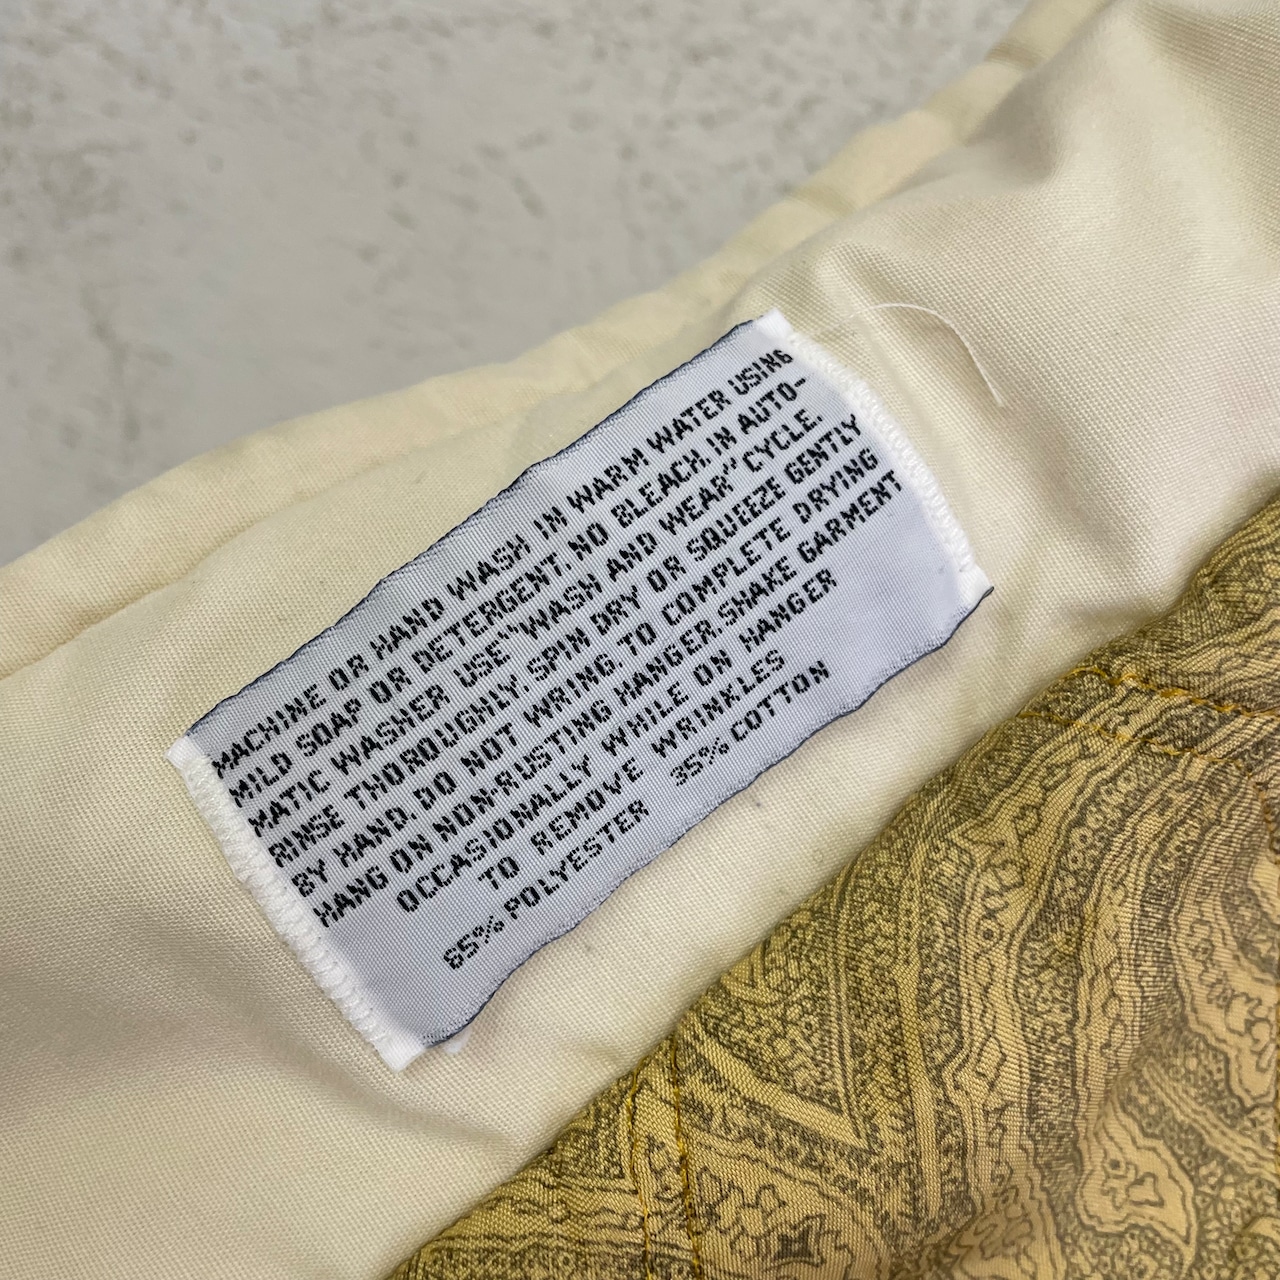 MACHINE OR HAND WASH IN WARM WATER USING
MILD SOAP OR DETERGENT. NO BLEACH. IN AUTO-
MATIC WASHER USE "WASH AND WEAR" CYCLE.
RINSE THOROUGHLY. SPIN DRY OR SQUEEZE GENTLY
BY HAND. DO NOT WRING. TO COMPLETE DRYING
HANG ON NON-RUSTING HANGER. SHAKE GARMENT
OCCASIONALLY WHILE ON HANGER
TO REMOVE WRINKLES
65% POLYESTER 35% COTTON